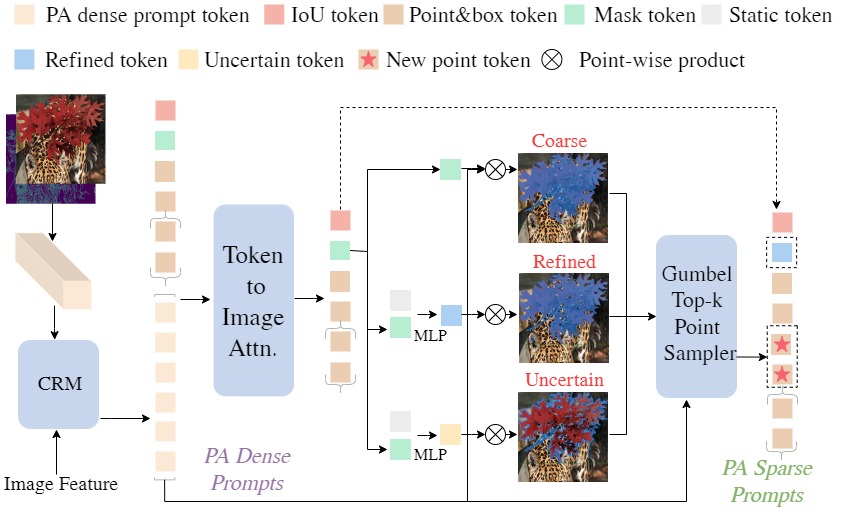 PA dense prompt token IoU token Point&box token Mask token Static token
Refined token Uncertain token New point token Point-wise product
Coarse
Token
to
Image
Attn.
Refined
Gumbel
Top-k
Point
Sampler
MLP
CRM
Uncertain
MLP
PA Dense
Prompts
PA Sparse
Prompts
Image Feature